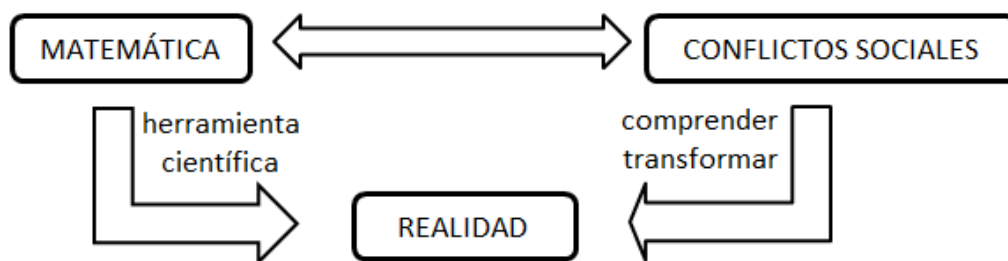 MATEMÁTICA
CONFLICTOS SOCIALES
herramienta
científica
comprender
transformar
REALIDAD